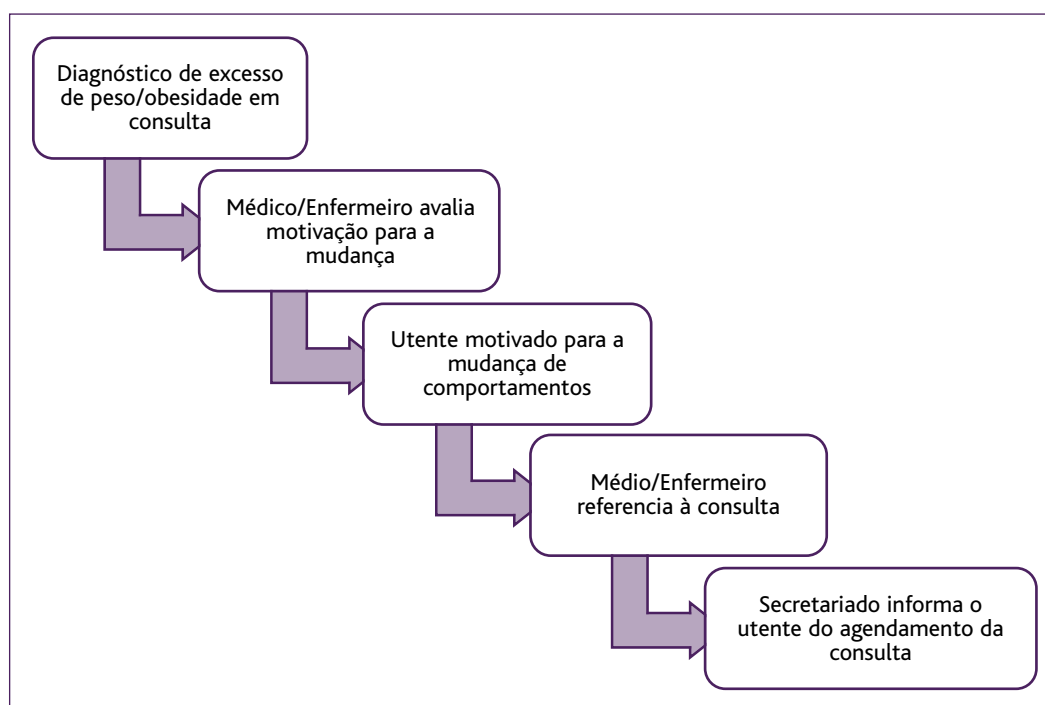 Diagnóstico de excesso
de peso/obesidade em
consulta
Médico/Enfermeiro avalia
motivação para a
mudança
Utente motivado para a
mudança de
comportamentos
Médio/Enfermeiro
referencia à consulta
Secretariado informa o
utente do agendamento da
consulta